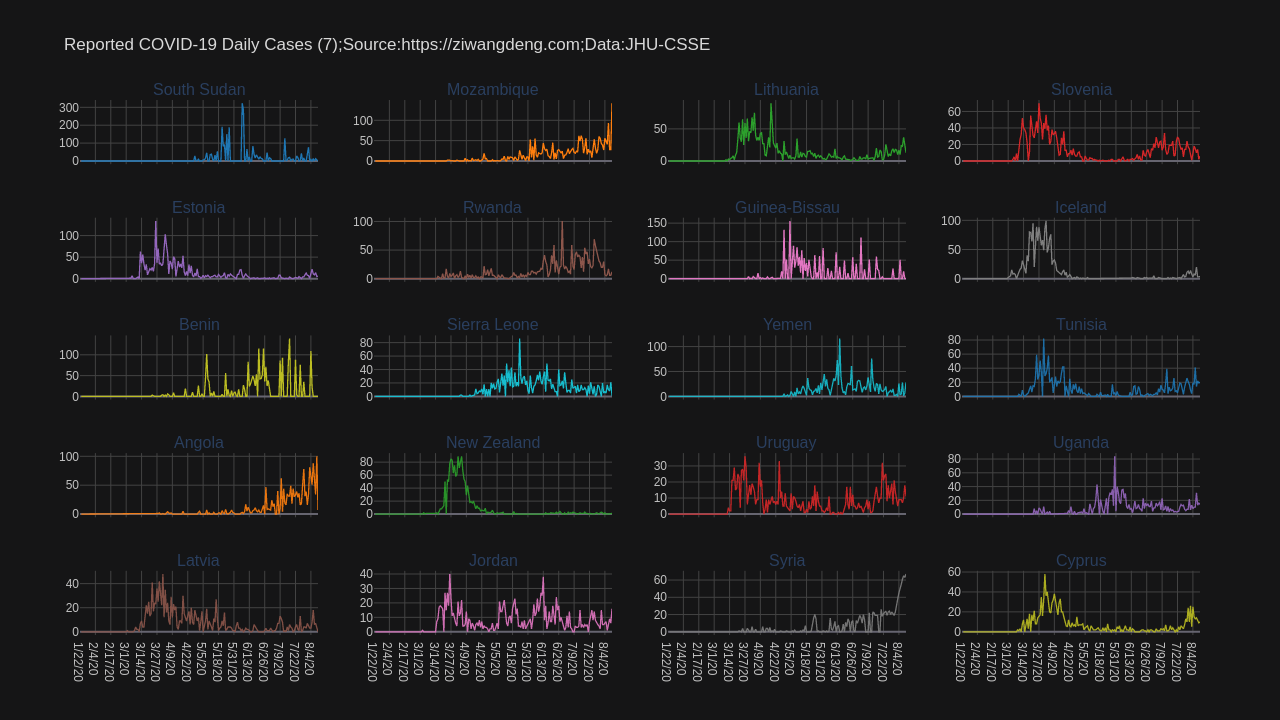 Reported COVID-19 Daily Cases (7);Source:https://ziwangdeng.com;Data:JHU-CSSE
South Sudan Mozambique Lithuania Slovenia
300 200 100 0
100 50 0
50 0
60 40 20 0
Estonia Rwanda Guinea-Bissau Iceland
100 50 0
100 50 0
150 100 50 0
100 50 0
Benin Sierra Leone Yemen Tunisia
100 50 0
80 60 40 20 0
100 50 0
80 60 40 20 0
Angola New Zealand Uruguay Uganda
100 50 0
80 60 40 20 0
30 20 10 0
80 60 40 20 0
Latvia Jordan Syria Cyprus
40 20 0
40 30 20 10 0
60 40 20 0
60 40 20 0
1/22/20 2/4/20 2/17/20 3/1/20 3/14/20 3/27/20 4/9/20 4/22/20 5/5/20 5/18/20 5/31/20 6/13/20 6/26/20 7/9/20 7/22/20 8/4/20
1/22/20 2/4/20 2/17/20 3/1/20 3/14/20 3/27/20 4/9/20 4/22/20 5/5/20 5/18/20 5/31/20 6/13/20 6/26/20 7/9/20 7/22/20 8/4/20
1/22/20 2/4/20 2/17/20 3/1/20 3/14/20 3/27/20 4/9/20 4/22/20 5/5/20 5/18/20 5/31/20 6/13/20 6/26/20 7/9/20 7/22/20 8/4/20
1/22/20 2/4/20 2/17/20 3/1/20 3/14/20 3/27/20 4/9/20 4/22/20 5/5/20 5/18/20 5/31/20 6/13/20 6/26/20 7/9/20 7/22/20 8/4/20